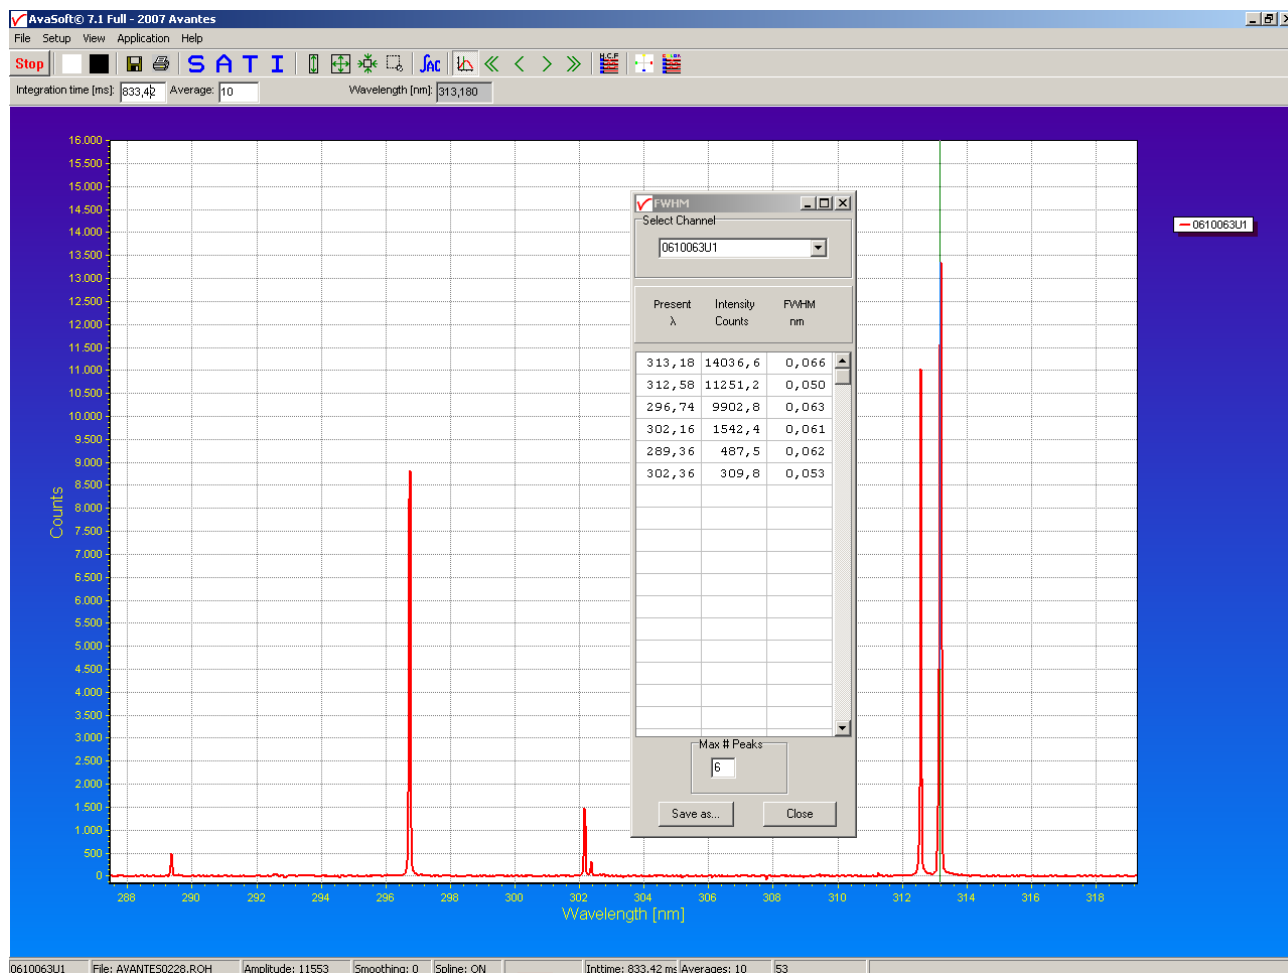 AvaSoft© 7.1 Full - 2007 Avantes
File Setup View Application Help
Stop S A T I ∫AC H.C.F
Integration time [ms]: 833,42 Average: 10 Wavelength [nm]: 313,180
16.000
15.500
15.000
14.500
14.000
13.500
13.000
12.500
12.000
11.500
11.000
10.500
10.000
9.500
9.000
8.500
8.000
7.500
7.000
6.500
6.000
5.500
5.000
4.500
4.000
3.500
3.000
2.500
2.000
1.500
1.000
500
0
Counts
288 290 292 294 296 298 300 302 304 306 308 310 312 314 316 318
Wavelength [nm]
0610063U1
FWHM
Select Channel
0610063U1
Present Intensity FWHM
λ Counts nm
313,18 14036,6 0,066
312,58 11251,2 0,050
296,74 9902,8 0,063
302,16 1542,4 0,061
289,36 487,5 0,062
302,36 309,8 0,053
Max # Peaks
6
Save as... Close
0610063U1 File: AVANTES0228.ROH Amplitude: 11553 Smoothing: 0 Spline: ON Inttime: 833.42 ms Averages: 10 53